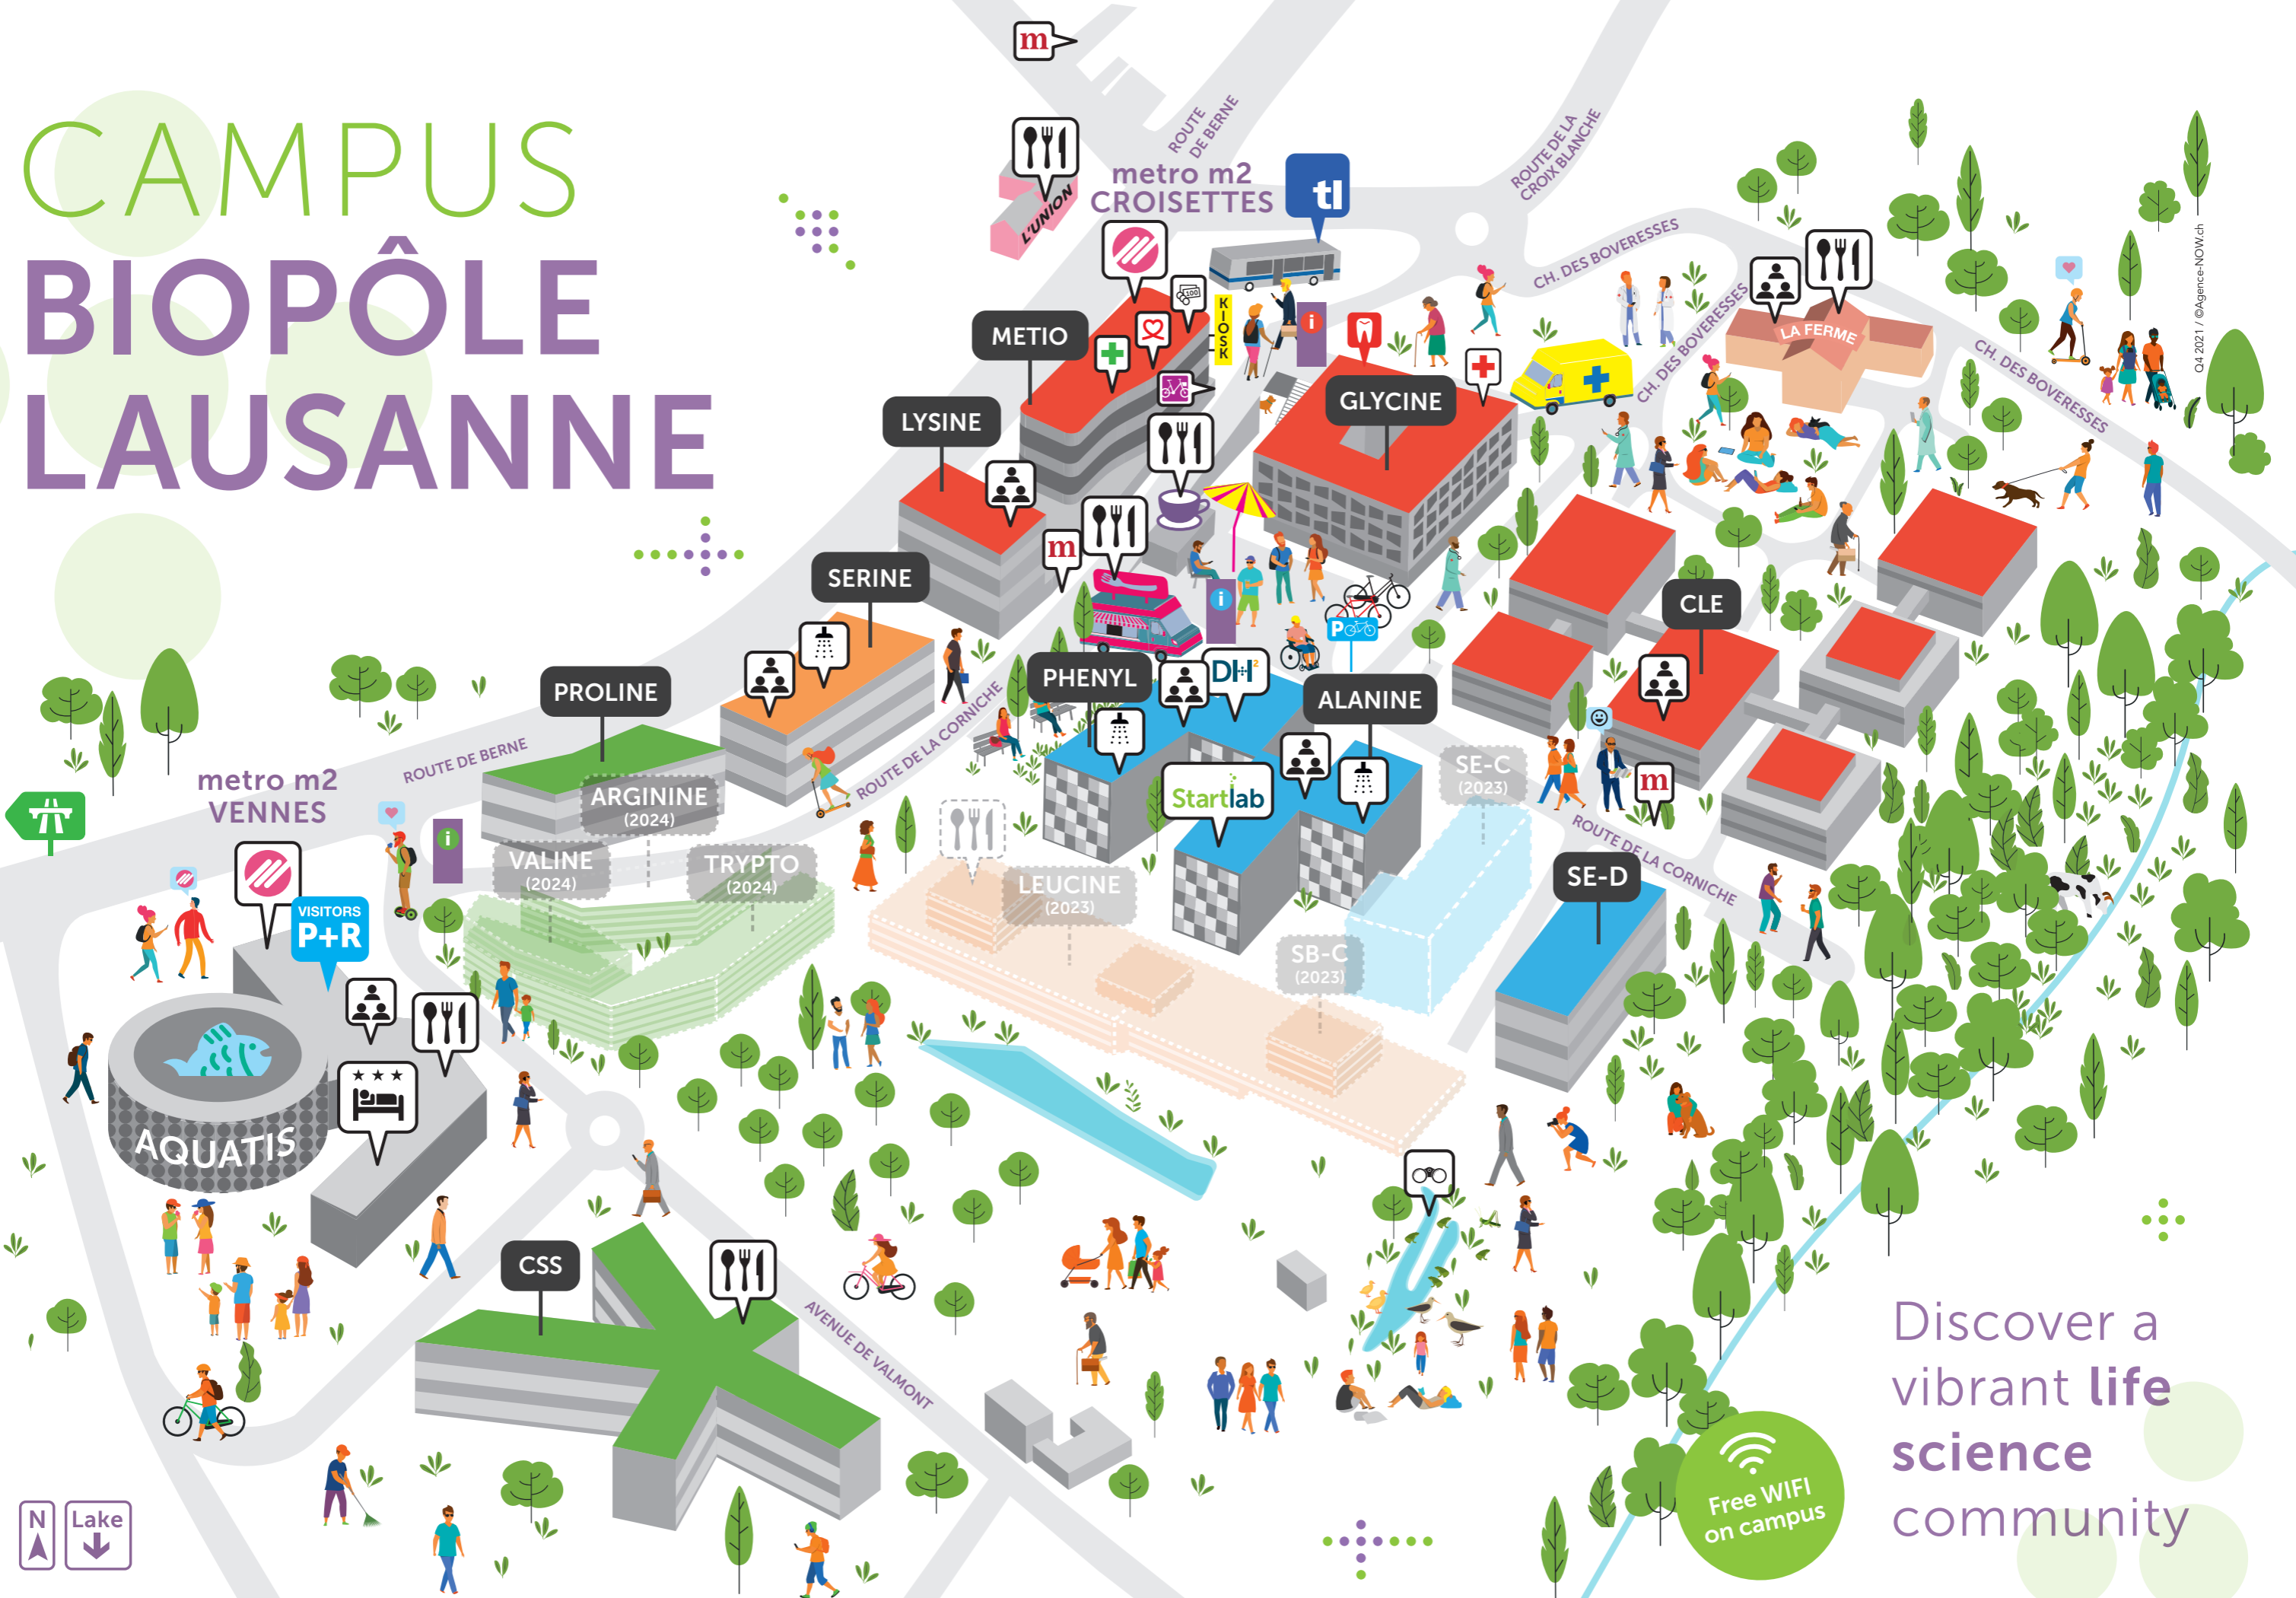 CAMPUS
BIOPÔLE
LAUSANNE
m
ROUTE
DE BERNE
metro m2
CROISETTES
tl
ROUTE DE LA
CROIX BLANCHE
L'UNION
CH. DES BOVERESSES
CH. DES BOVERESSES
CH. DES BOVERESSES
LA FERME
Q4 2021 / ©Agence-NOW.ch
100
KIOSK
i
METIO
GLYCINE
LYSINE
m
SERINE
i
P
CLE
PROLINE
PHENYL
DH²
ALANINE
ROUTE DE BERNE
ROUTE DE LA CORNICHE
metro m2
VENNES
i
ARGININE
(2024)
VALINE
(2024)
TRYPTO
(2024)
Startlab
SE-C
(2023)
m
ROUTE DE LA CORNICHE
LEUCINE
(2023)
SE-D
SB-C
(2023)
VISITORS
P+R
AQUATIS
CSS
AVENUE DE VALMONT
Discover a
vibrant life
science
community
Free WIFI
on campus
N
Lake